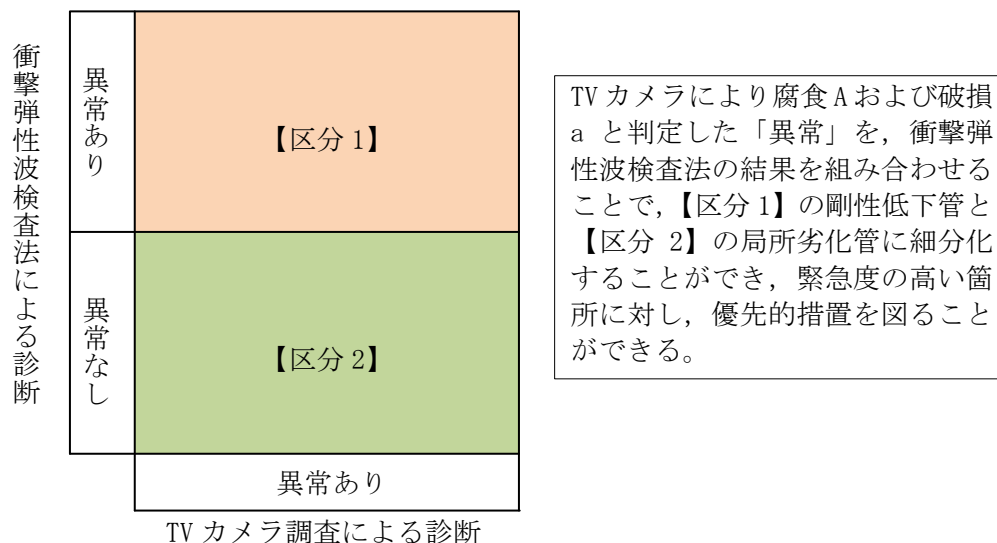 衝撃弾性波検査法による診断
異常あり
【区分 1】
異常なし
【区分 2】
異常あり
TV カメラ調査による診断
TV カメラにより腐食 A および破損
a と判定した「異常」を，衝撃弾
性波検査法の結果を組み合わせる
ことで，【区分 1】の剛性低下管と
【区分 2】の局所劣化管に細分化
することができ，緊急度の高い箇
所に対し，優先的措置を図ること
ができる。